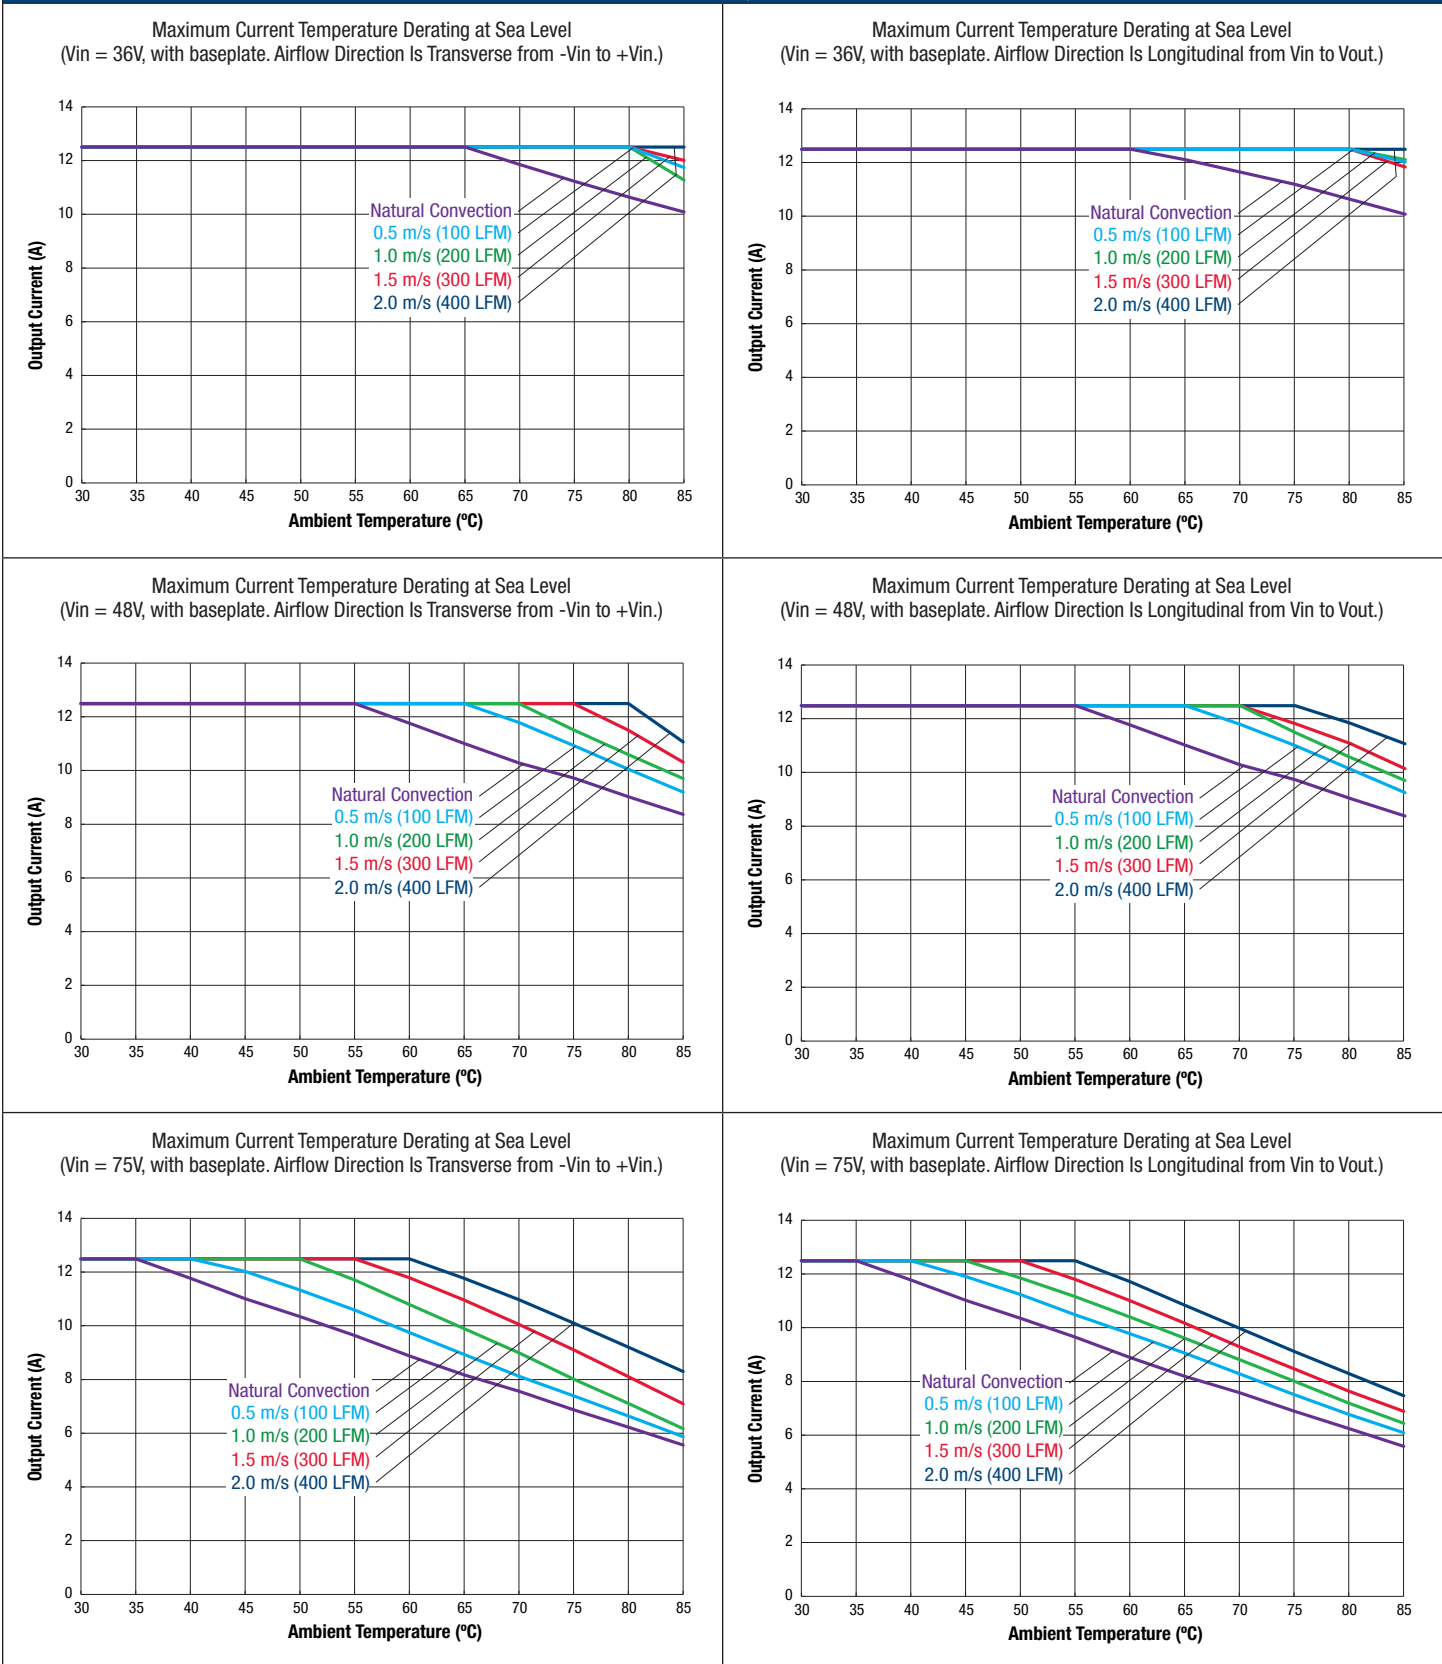 Maximum Current Temperature Derating at Sea Level
(Vin = 36V, with baseplate. Airflow Direction Is Transverse from -Vin to +Vin.)
14
12
10
8
6
4
2
0
Output Current (A)
Natural Convection
0.5 m/s (100 LFM)
1.0 m/s (200 LFM)
1.5 m/s (300 LFM)
2.0 m/s (400 LFM)
30 35 40 45 50 55 60 65 70 75 80 85
Ambient Temperature (ºC)
Maximum Current Temperature Derating at Sea Level
(Vin = 36V, with baseplate. Airflow Direction Is Longitudinal from Vin to Vout.)
14
12
10
8
6
4
2
0
Output Current (A)
Natural Convection
0.5 m/s (100 LFM)
1.0 m/s (200 LFM)
1.5 m/s (300 LFM)
2.0 m/s (400 LFM)
30 35 40 45 50 55 60 65 70 75 80 85
Ambient Temperature (ºC)
Maximum Current Temperature Derating at Sea Level
(Vin = 48V, with baseplate. Airflow Direction Is Transverse from -Vin to +Vin.)
14
12
10
8
6
4
2
0
Output Current (A)
Natural Convection
0.5 m/s (100 LFM)
1.0 m/s (200 LFM)
1.5 m/s (300 LFM)
2.0 m/s (400 LFM)
30 35 40 45 50 55 60 65 70 75 80 85
Ambient Temperature (ºC)
Maximum Current Temperature Derating at Sea Level
(Vin = 48V, with baseplate. Airflow Direction Is Longitudinal from Vin to Vout.)
14
12
10
8
6
4
2
0
Output Current (A)
Natural Convection
0.5 m/s (100 LFM)
1.0 m/s (200 LFM)
1.5 m/s (300 LFM)
2.0 m/s (400 LFM)
30 35 40 45 50 55 60 65 70 75 80 85
Ambient Temperature (ºC)
Maximum Current Temperature Derating at Sea Level
(Vin = 75V, with baseplate. Airflow Direction Is Transverse from -Vin to +Vin.)
14
12
10
8
6
4
2
0
Output Current (A)
Natural Convection
0.5 m/s (100 LFM)
1.0 m/s (200 LFM)
1.5 m/s (300 LFM)
2.0 m/s (400 LFM)
30 35 40 45 50 55 60 65 70 75 80 85
Ambient Temperature (ºC)
Maximum Current Temperature Derating at Sea Level
(Vin = 75V, with baseplate. Airflow Direction Is Longitudinal from Vin to Vout.)
14
12
10
8
6
4
2
0
Output Current (A)
Natural Convection
0.5 m/s (100 LFM)
1.0 m/s (200 LFM)
1.5 m/s (300 LFM)
2.0 m/s (400 LFM)
30 35 40 45 50 55 60 65 70 75 80 85
Ambient Temperature (ºC)